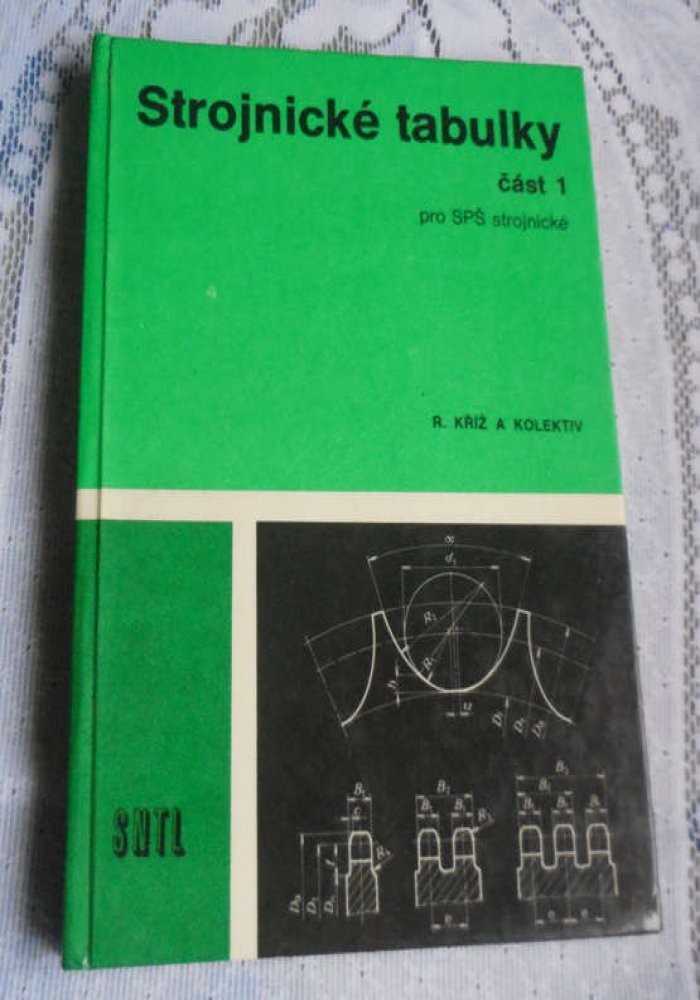 Strojnické tabulky
část 1
pro SPŠ strojnické
R. KŘÍŽ A KOLEKTIV
SNTL